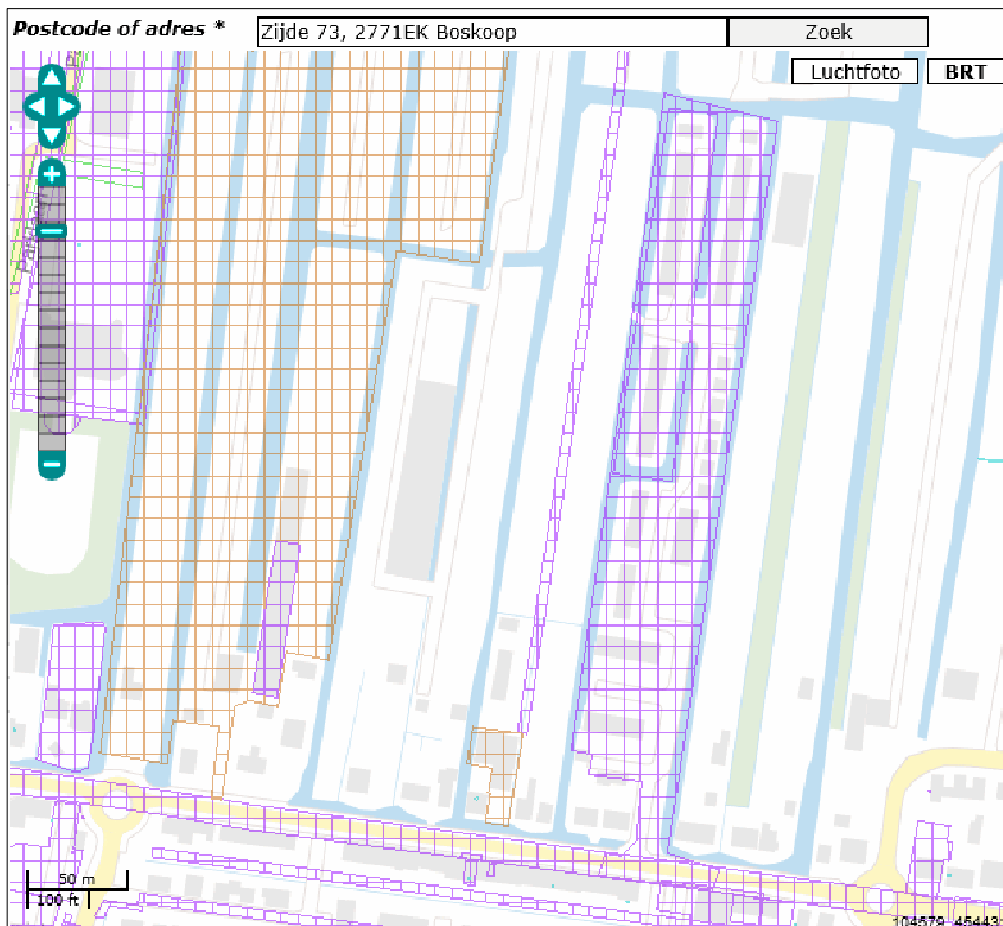 Postcode of adres *
Zijde 73, 2771EK Boskoop
Zoek
Luchtfoto
BRT
50 m
100 ft